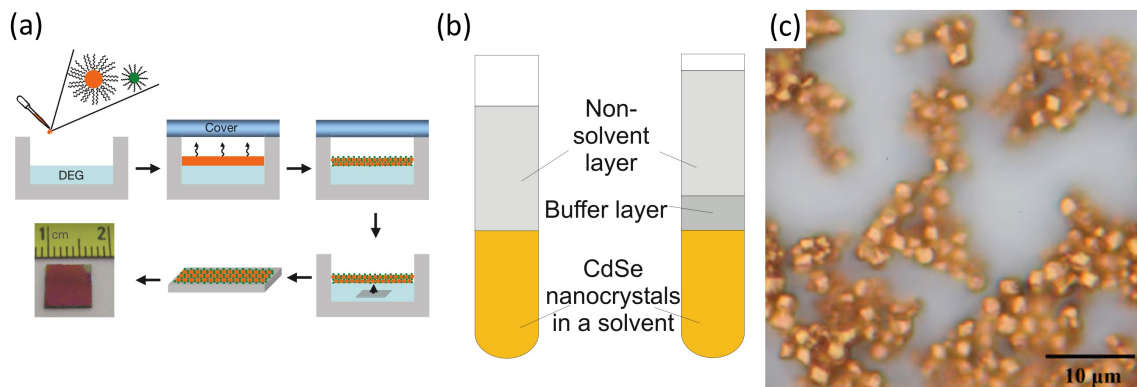 (a)
Cover
DEG
1 cm 2
(b)
Non-
solvent layer
Buffer layer
CdSe
nanocrystals
in a solvent
(c)
10 μm